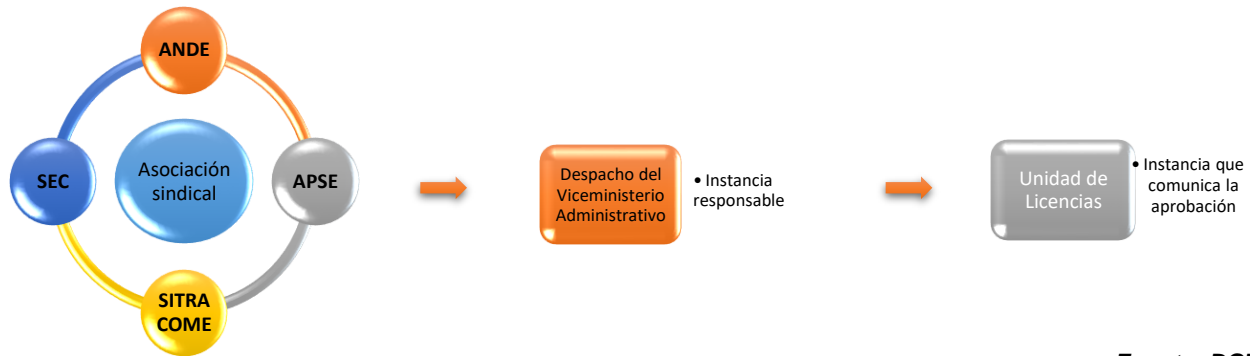 ANDE
SEC
Asociación
sindical
APSE
SITRA
COME
Despacho del
Viceministerio
Administrativo
• Instancia
responsable
Unidad de
Licencias
• Instancia que
comunica la
aprobación